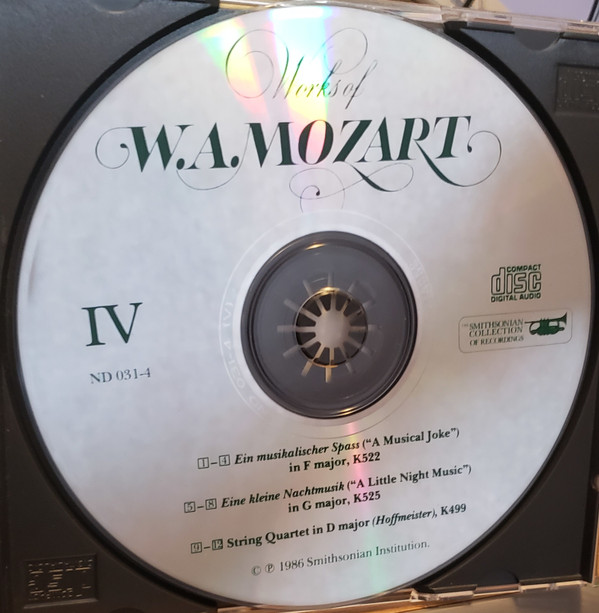 Works of
W.A.MOZART
COMPACT
disc
DIGITAL AUDIO
IV
ND 031-4
THE SMITHSONIAN
COLLECTION
OF RECORDINGS
1–4 Ein musikalischer Spass (“A Musical Joke”)
in F major, K522
5–8 Eine kleine Nachtmusik (“A Little Night Music”)
in G major, K525
9–12 String Quartet in D major (Hoffmeister), K499
© ℗ 1986 Smithsonian Institution.